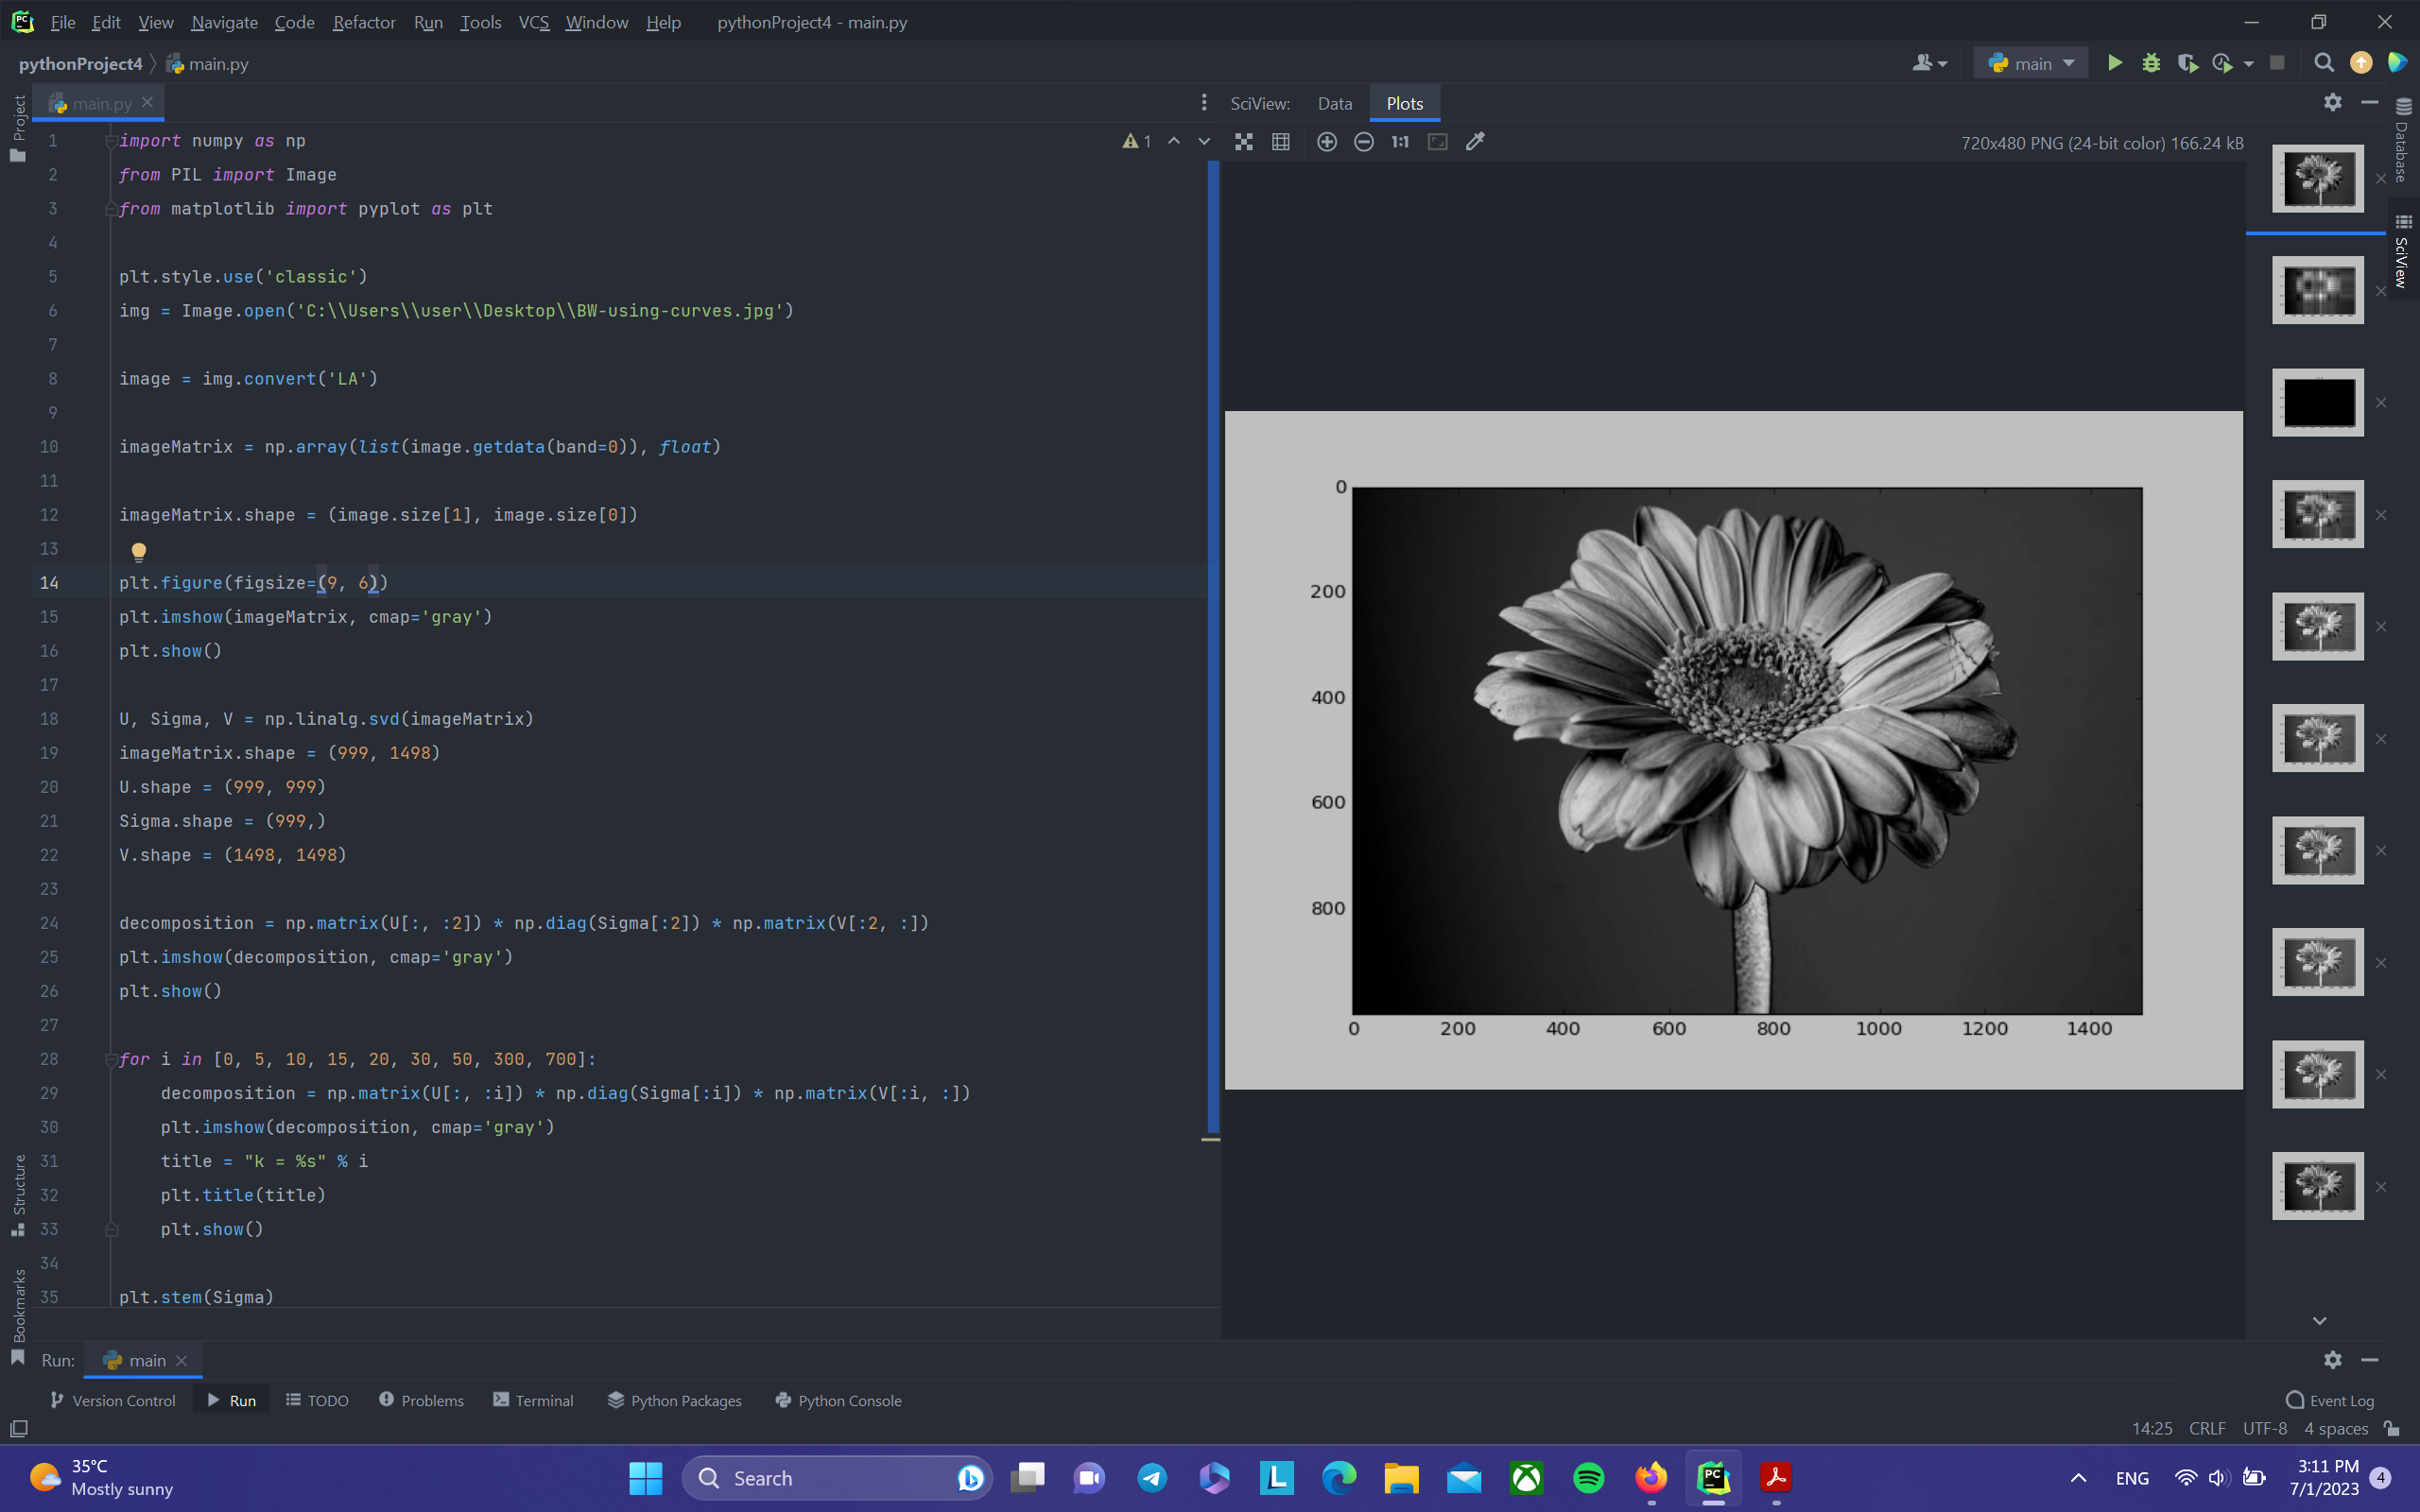 PC File Edit View Navigate Code Refactor Run Tools VCS Window Help pythonProject4 - main.py
pythonProject4 main.py main
Project
main.py
SciView: Data Plots
720x480 PNG (24-bit color) 166.24 kB
Database
SciView
1
1 import numpy as np
2 from PIL import Image
3 from matplotlib import pyplot as plt
4
5 plt.style.use('classic')
6 img = Image.open('C:\\Users\\user\\Desktop\\BW-using-curves.jpg')
7
8 image = img.convert('LA')
9
10 imageMatrix = np.array(list(image.getdata(band=0)), float)
11
12 imageMatrix.shape = (image.size[1], image.size[0])
13
14 plt.figure(figsize=(9, 6))
15 plt.imshow(imageMatrix, cmap='gray')
16 plt.show()
17
18 U, Sigma, V = np.linalg.svd(imageMatrix)
19 imageMatrix.shape = (999, 1498)
20 U.shape = (999, 999)
21 Sigma.shape = (999,)
22 V.shape = (1498, 1498)
23
24 decomposition = np.matrix(U[:, :2]) * np.diag(Sigma[:2]) * np.matrix(V[:2, :])
25 plt.imshow(decomposition, cmap='gray')
26 plt.show()
27
28 for i in [0, 5, 10, 15, 20, 30, 50, 300, 700]:
29 decomposition = np.matrix(U[:, :i]) * np.diag(Sigma[:i]) * np.matrix(V[:i, :])
30 plt.imshow(decomposition, cmap='gray')
31 title = "k = %s" % i
32 plt.title(title)
33 plt.show()
34
35 plt.stem(Sigma)
1:1
0
200
400
600
800
0 200 400 600 800 1000 1200 1400
Structure
Bookmarks
Run: main
Version Control Run TODO Problems Terminal Python Packages Python Console Event Log
14:25 CRLF UTF-8 4 spaces
35°C
Mostly sunny
Search
L
PC
ENG
3:11 PM
7/1/2023
4